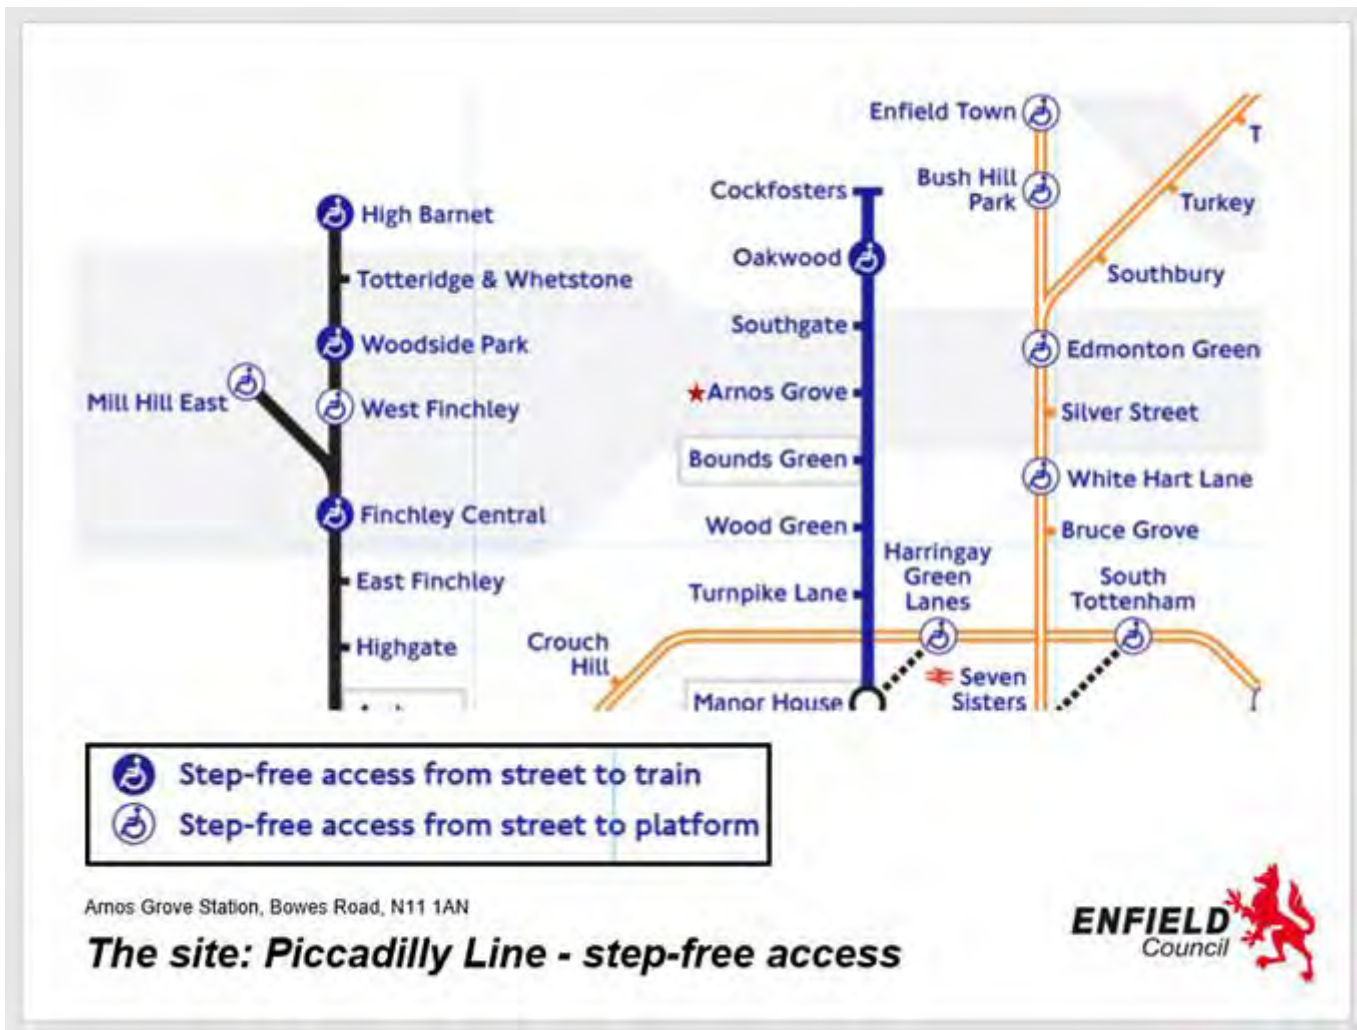 Enfield Town
T
Cockfosters
Bush Hill
Park
Turkey
High Barnet
Oakwood
Totteridge & Whetstone
Southbury
Southgate
Woodside Park
Edmonton Green
Mill Hill East
West Finchley
★Arnos Grove
Silver Street
Bounds Green
White Hart Lane
Finchley Central
Wood Green
Bruce Grove
Harringay
Green
Lanes
East Finchley
Turnpike Lane
South
Tottenham
Crouch
Hill
Highgate
Seven
Sisters
Manor House
Step-free access from street to train
Step-free access from street to platform
Arnos Grove Station, Bowes Road, N11 1AN
The site: Piccadilly Line - step-free access
ENFIELD
Council